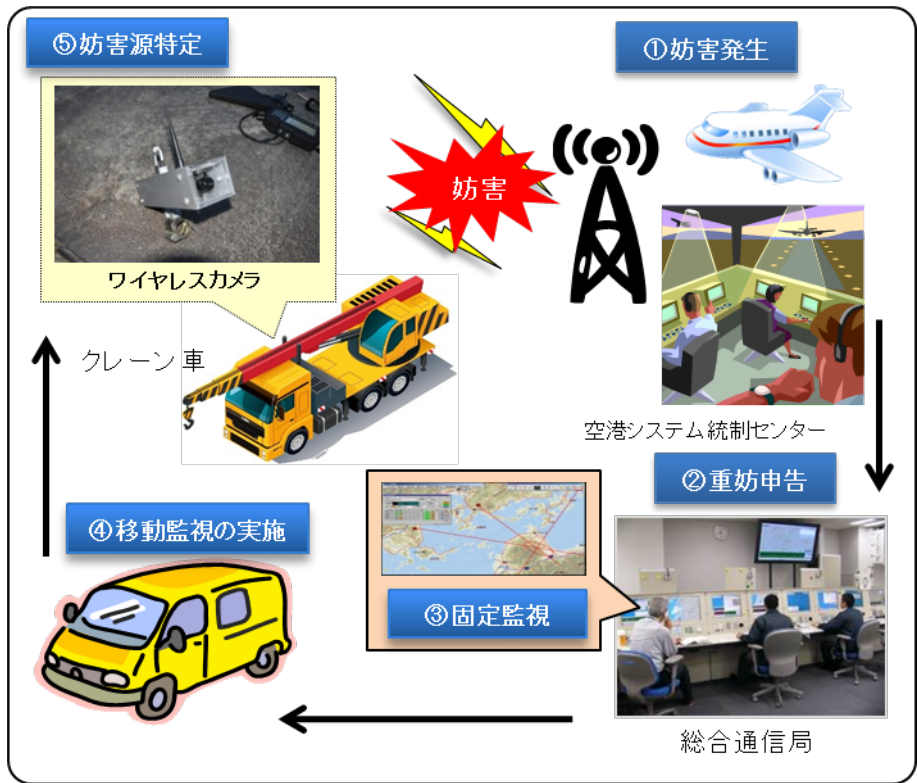 ⑤妨害源特定
①妨害発生
妨害
ワイヤレスカメラ
クレーン車
空港システム統制センター
②重妨申告
④移動監視の実施
③固定監視
総合通信局